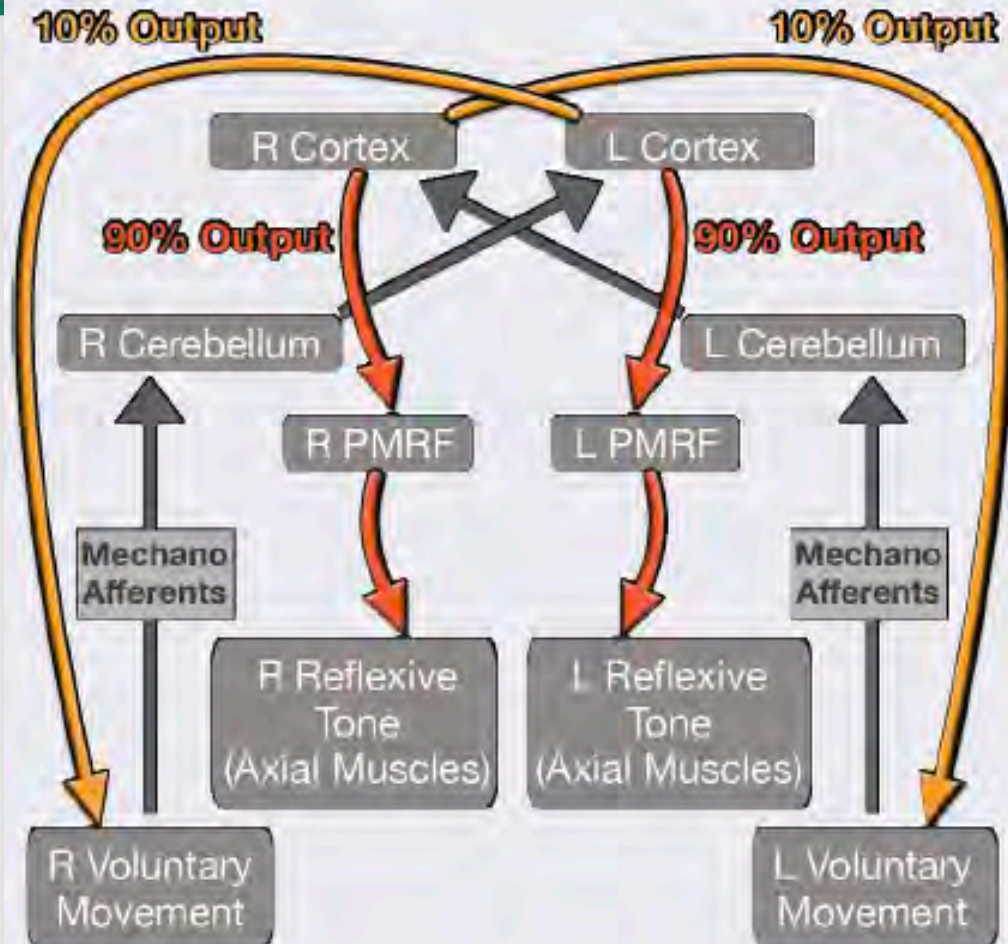 10% Output
10% Output
R Cortex
L Cortex
90% Output
90% Output
R Cerebellum
L Cerebellum
R PMRF
L PMRF
Mechano
Afferents
Mechano
Afferents
R Reflexive
Tone
(Axial Muscles)
L Reflexive
Tone
(Axial Muscles)
R Voluntary
Movement
L Voluntary
Movement